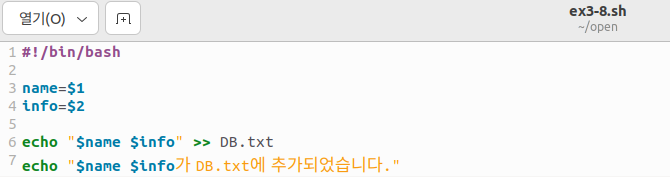 열기(O)
ex3-8.sh
~/open
1 #!/bin/bash
2
3 name=$1
4 info=$2
5
6 echo "$name $info" >> DB.txt
7 echo "$name $info가 DB.txt에 추가되었습니다."